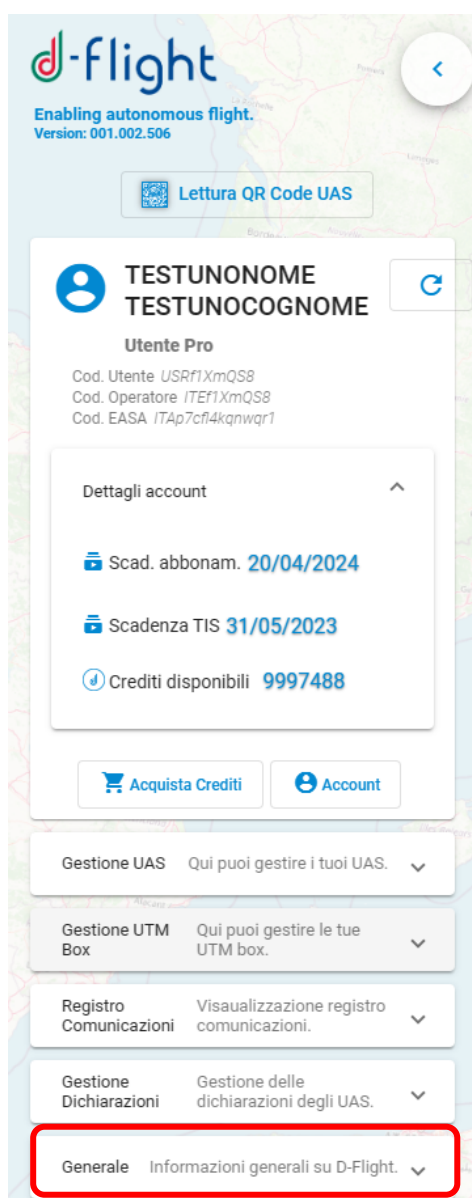 d-flight
Enabling autonomous flight.
Version: 001.002.506
Lettura QR Code UAS
TESTUNONOME
TESTUNOCOGNOME
Utente Pro
Cod. Utente USRf1XmQS8
Cod. Operatore ITEf1XmQS8
Cod. EASA ITAp7cfl4kqnwqr1
Dettagli account
Scad. abbonam. 20/04/2024
Scadenza TIS 31/05/2023
Crediti disponibili 9997488
Acquista Crediti Account
Gestione UAS Qui puoi gestire i tuoi UAS.
Gestione UTM Qui puoi gestire le tue
Box UTM box.
Registro Visaualizzazione registro
Comunicazioni comunicazioni.
Gestione Gestione delle
Dichiarazioni dichiarazioni degli UAS.
Generale Informazioni generali su D-Flight.